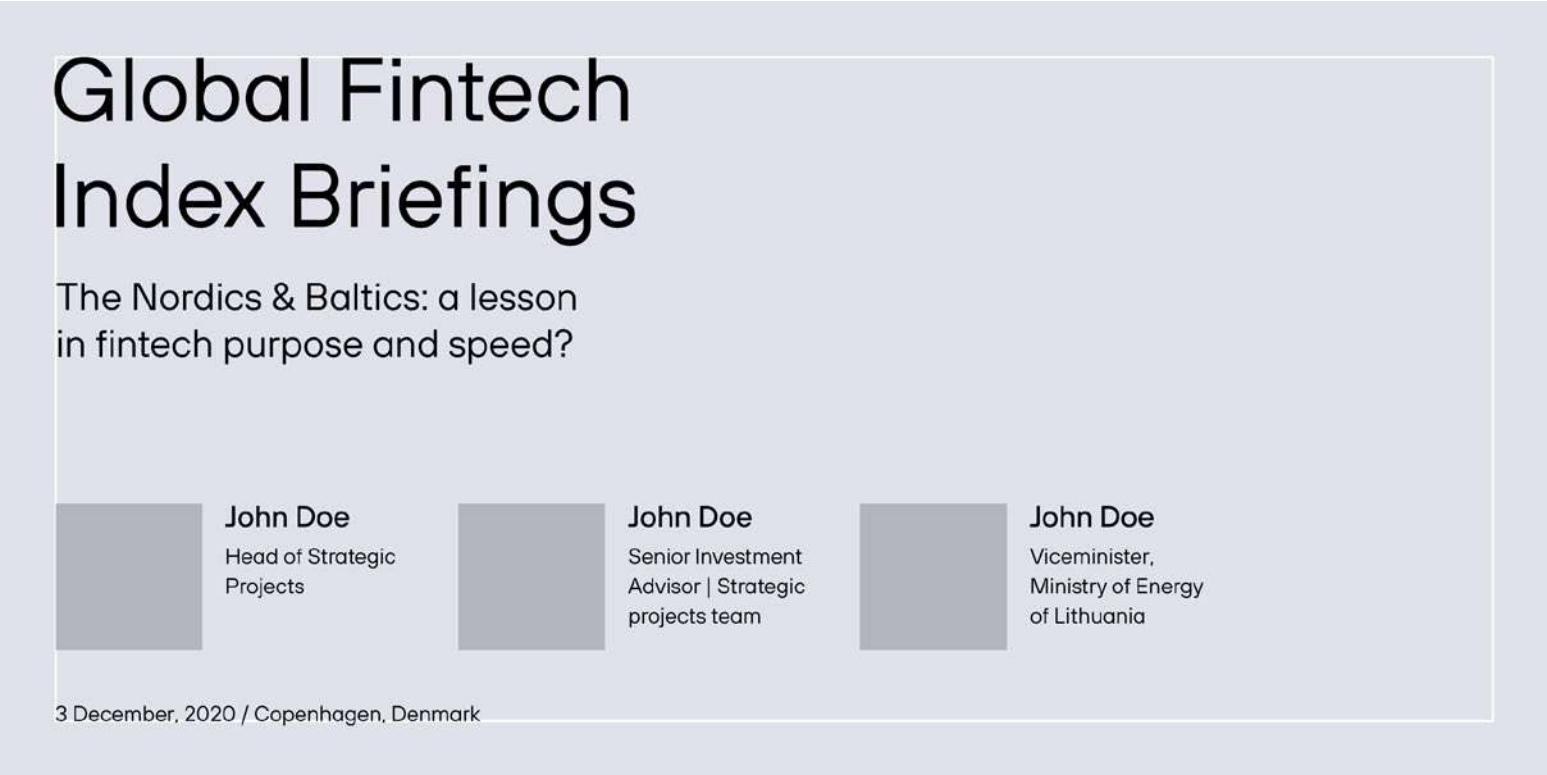 Global Fintech
Index Briefings
The Nordics & Baltics: a lesson
in fintech purpose and speed?
John Doe
Head of Strategic
Projects
John Doe
Senior Investment
Advisor | Strategic
projects team
John Doe
Viceminister,
Ministry of Energy
of Lithuania
3 December, 2020 / Copenhagen, Denmark